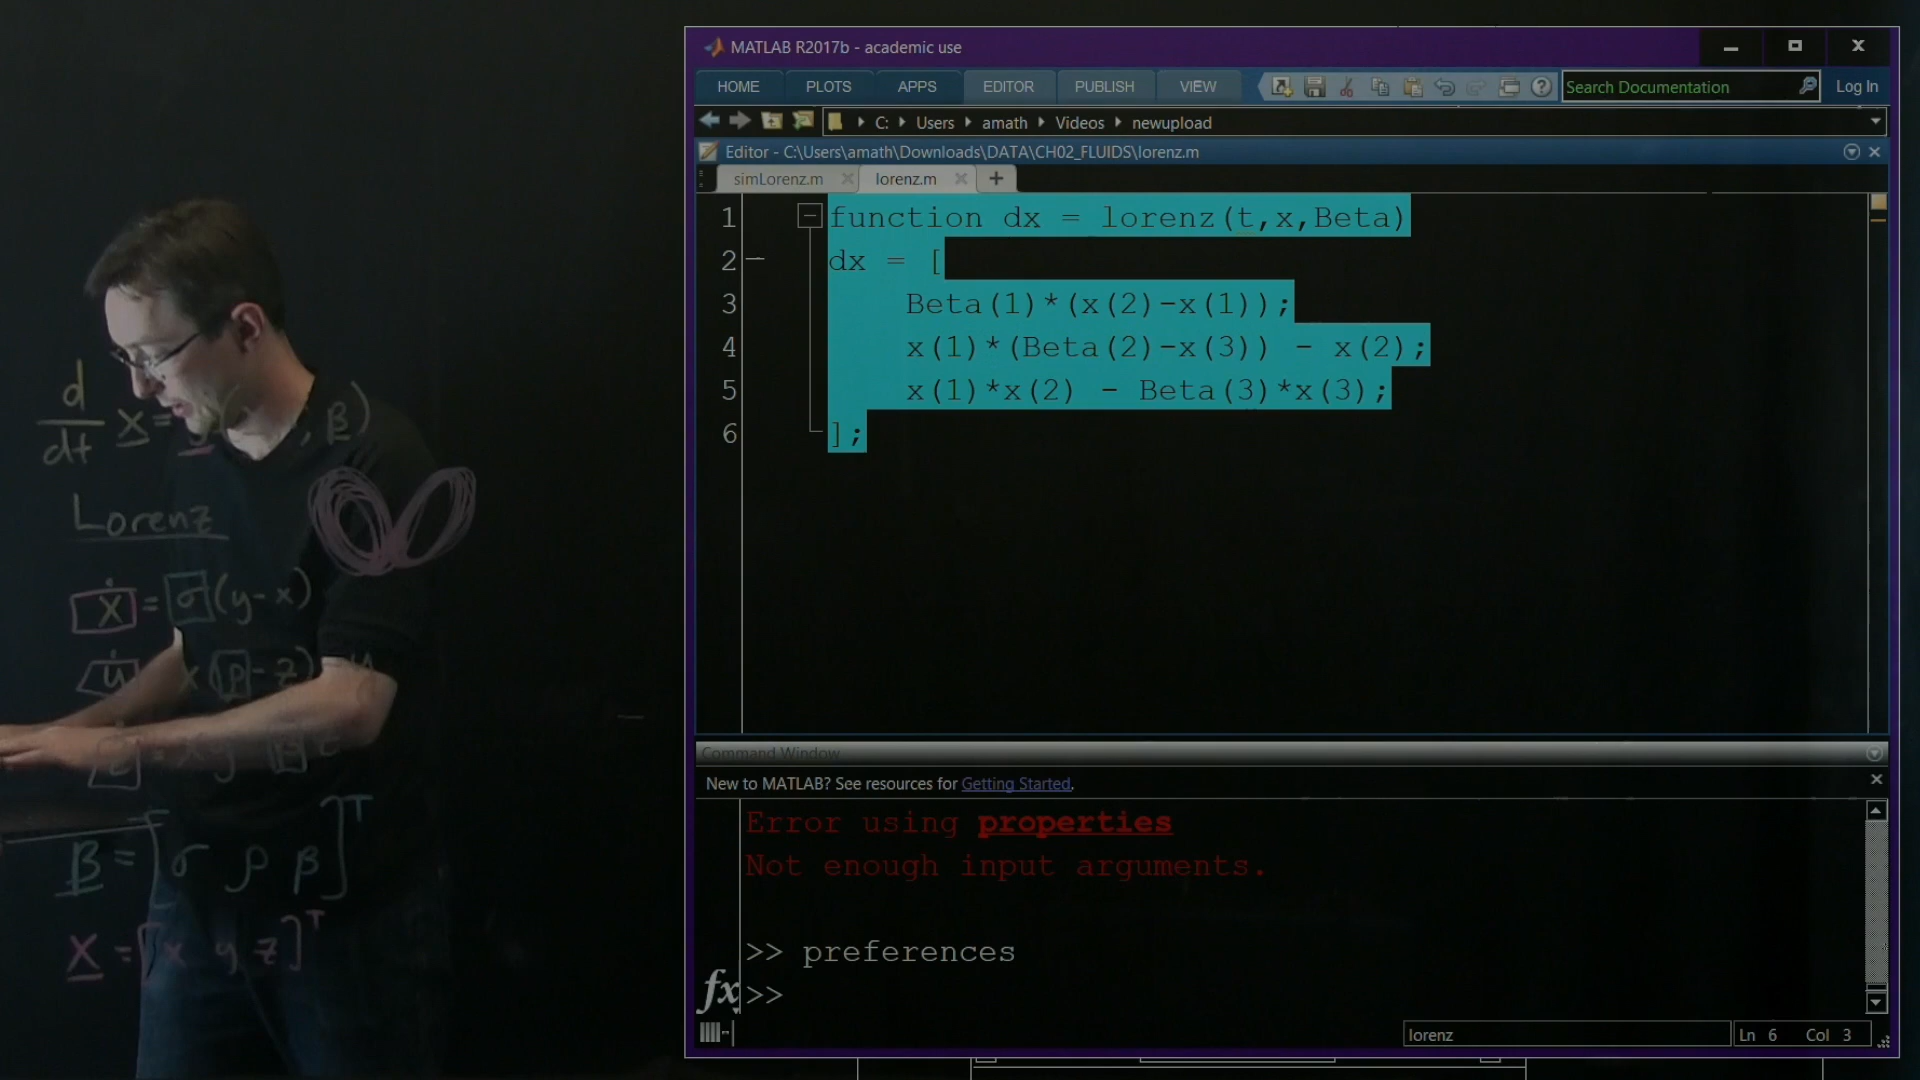 d/dt X = , β)
Lorenz
ẋ = σ(y-x)
ẏ x(ρ-z) y
= xy β z
B = [σ ρ β]ᵀ
X = [x y z]ᵀ
MATLAB R2017b - academic use
HOME PLOTS APPS EDITOR PUBLISH VIEW Search Documentation Log In
C: Users amath Videos newupload
Editor - C:\Users\amath\Downloads\DATA\CH02_FLUIDS\lorenz.m
simLorenz.m lorenz.m +
1 function dx = lorenz(t,x,Beta)
2 dx = [
3 Beta(1)*(x(2)-x(1));
4 x(1)*(Beta(2)-x(3)) - x(2);
5 x(1)*x(2) - Beta(3)*x(3);
6 ];
Command Window
New to MATLAB? See resources for Getting Started.
Error using properties
Not enough input arguments.
>> preferences
fx >>
lorenz Ln 6 Col 3